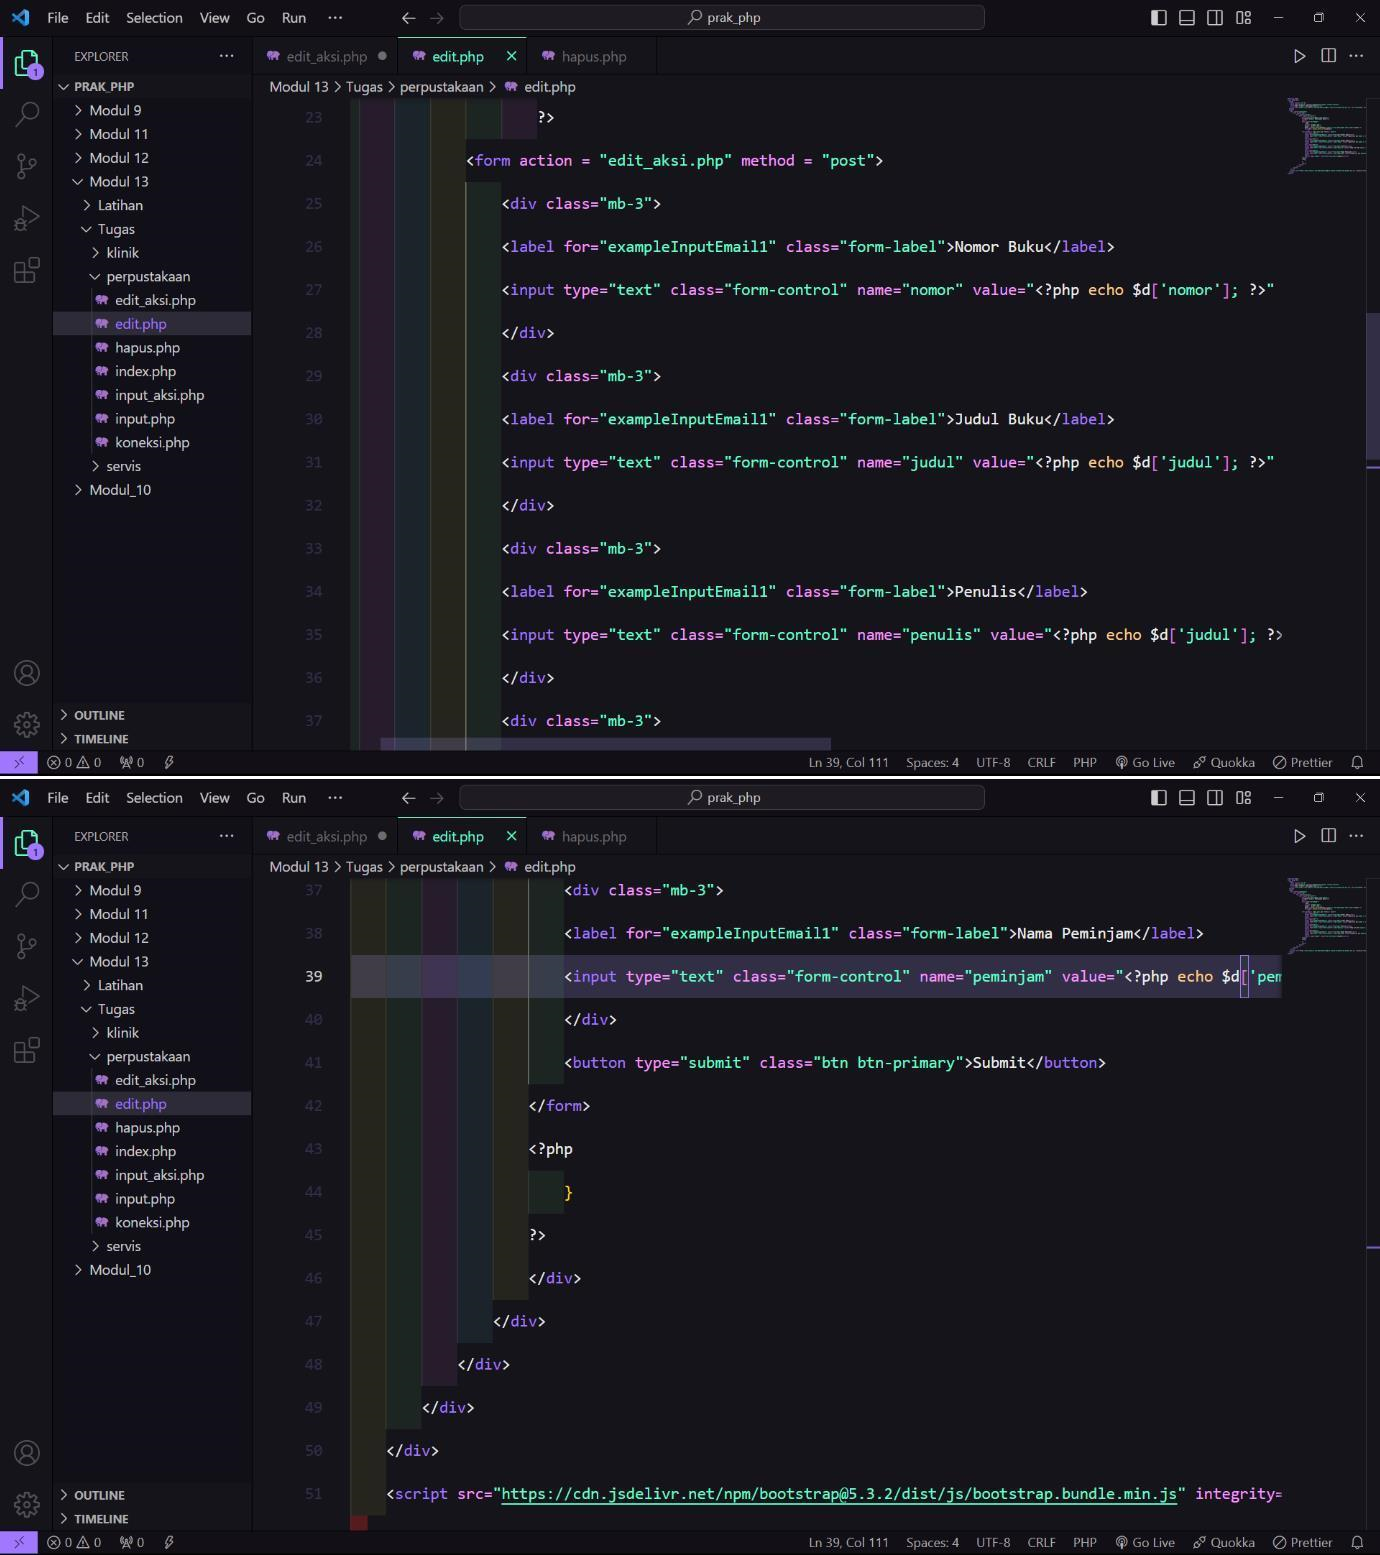 File Edit Selection View Go Run ··· prak_php
EXPLORER ··· edit_aksi.php edit.php hapus.php
PRAK_PHP
Modul 13 > Tugas > perpustakaan > edit.php
Modul 9
Modul 11
Modul 12
Modul 13
Latihan
Tugas
klinik
perpustakaan
edit_aksi.php
edit.php
hapus.php
index.php
input_aksi.php
input.php
koneksi.php
servis
Modul_10
OUTLINE
TIMELINE
1
23 ?>
24 <form action = "edit_aksi.php" method = "post">
25 <div class="mb-3">
26 <label for="exampleInputEmail1" class="form-label">Nomor Buku</label>
27 <input type="text" class="form-control" name="nomor" value="<?php echo $d['nomor']; ?>"
28 </div>
29 <div class="mb-3">
30 <label for="exampleInputEmail1" class="form-label">Judul Buku</label>
31 <input type="text" class="form-control" name="judul" value="<?php echo $d['judul']; ?>"
32 </div>
33 <div class="mb-3">
34 <label for="exampleInputEmail1" class="form-label">Penulis</label>
35 <input type="text" class="form-control" name="penulis" value="<?php echo $d['judul']; ?>
36 </div>
37 <div class="mb-3">
0 0 0 Ln 39, Col 111 Spaces: 4 UTF-8 CRLF PHP Go Live Quokka Prettier
File Edit Selection View Go Run ··· prak_php
EXPLORER ··· edit_aksi.php edit.php hapus.php
PRAK_PHP
Modul 13 > Tugas > perpustakaan > edit.php
Modul 9
Modul 11
Modul 12
Modul 13
Latihan
Tugas
klinik
perpustakaan
edit_aksi.php
edit.php
hapus.php
index.php
input_aksi.php
input.php
koneksi.php
servis
Modul_10
OUTLINE
TIMELINE
1
37 <div class="mb-3">
38 <label for="exampleInputEmail1" class="form-label">Nama Peminjam</label>
39 <input type="text" class="form-control" name="peminjam" value="<?php echo $d['pem
40 </div>
41 <button type="submit" class="btn btn-primary">Submit</button>
42 </form>
43 <?php
44 }
45 ?>
46 </div>
47 </div>
48 </div>
49 </div>
50 </div>
51 <script src="https://cdn.jsdelivr.net/npm/bootstrap@5.3.2/dist/js/bootstrap.bundle.min.js" integrity=
0 0 0 Ln 39, Col 111 Spaces: 4 UTF-8 CRLF PHP Go Live Quokka Prettier